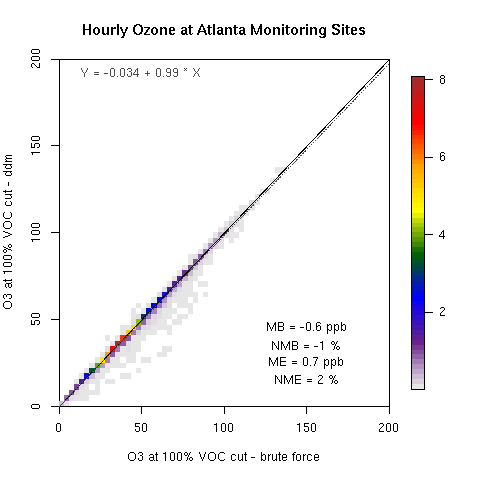 Hourly Ozone at Atlanta Monitoring Sites
Y = -0.034 + 0.99 * X
O3 at 100% VOC cut - ddm
200
150
100
50
0
MB = -0.6 ppb
NMB = -1 %
ME = 0.7 ppb
NME = 2 %
0 50 100 150 200
O3 at 100% VOC cut - brute force
8
6
4
2